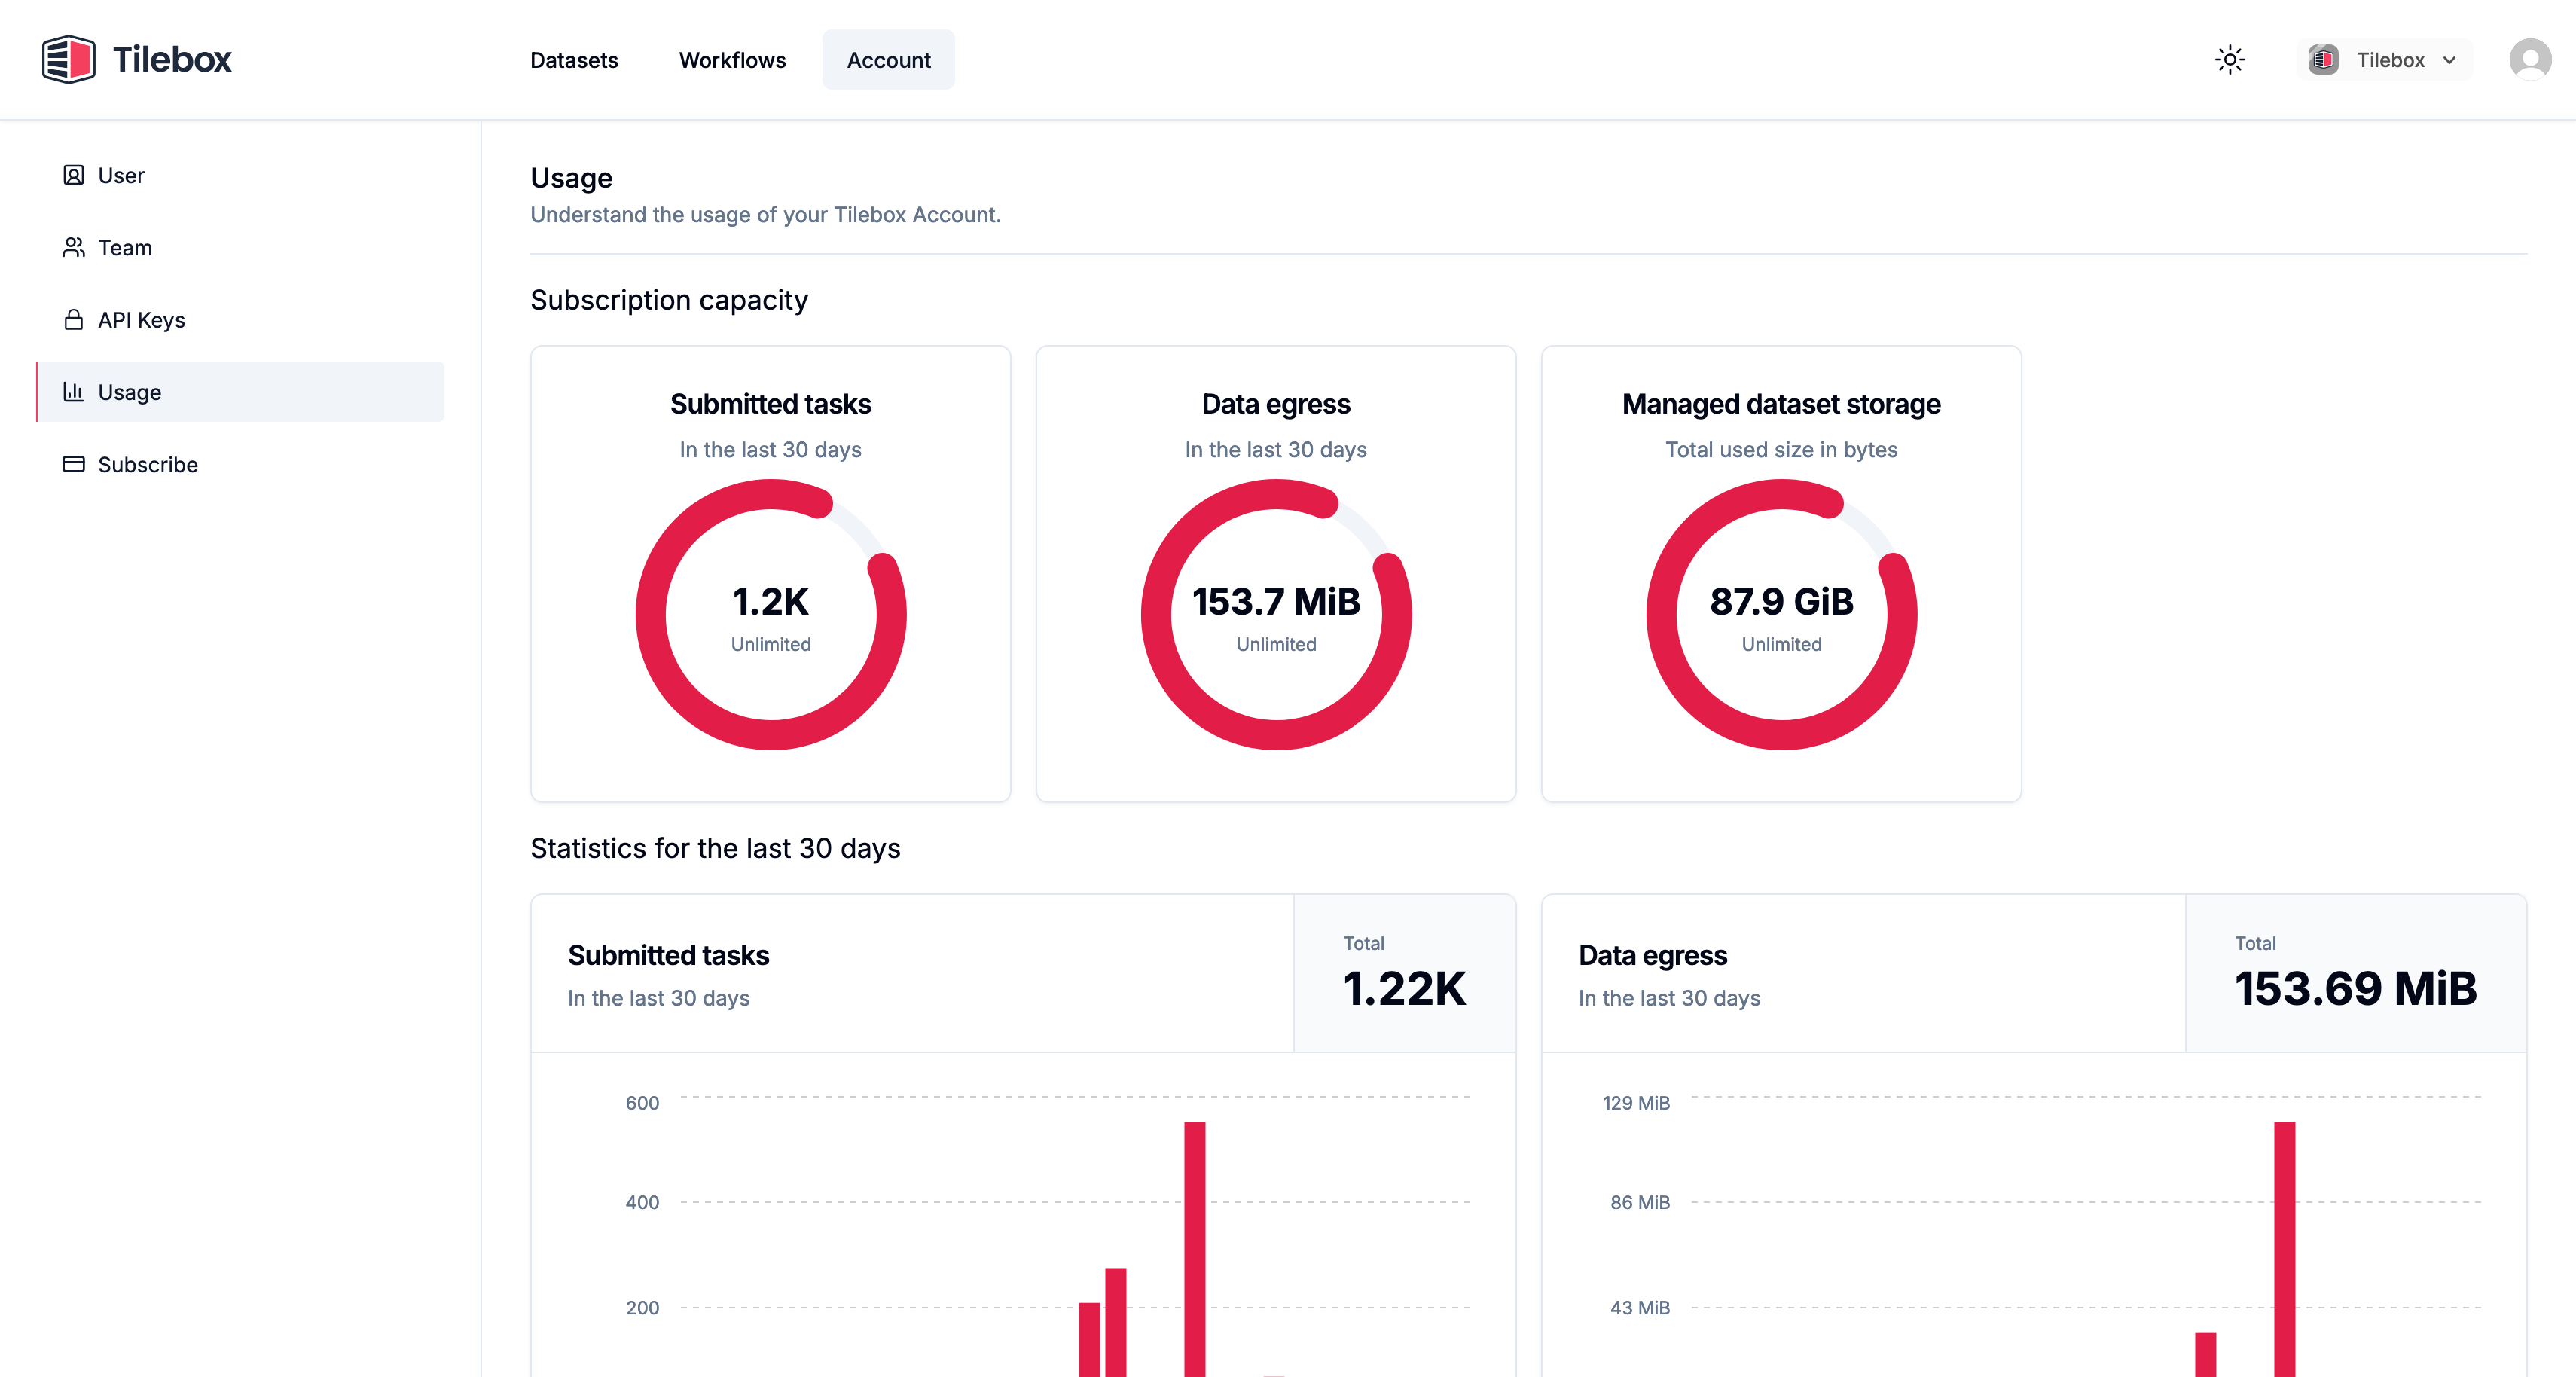 Tilebox
Datasets
Workflows
Account
Tilebox
User
Team
API Keys
Usage
Subscribe
Usage
Understand the usage of your Tilebox Account.
Subscription capacity
Submitted tasks
In the last 30 days
1.2K
Unlimited
Data egress
In the last 30 days
153.7 MiB
Unlimited
Managed dataset storage
Total used size in bytes
87.9 GiB
Unlimited
Statistics for the last 30 days
Submitted tasks
In the last 30 days
Total
1.22K
600
400
200
Data egress
In the last 30 days
Total
153.69 MiB
129 MiB
86 MiB
43 MiB